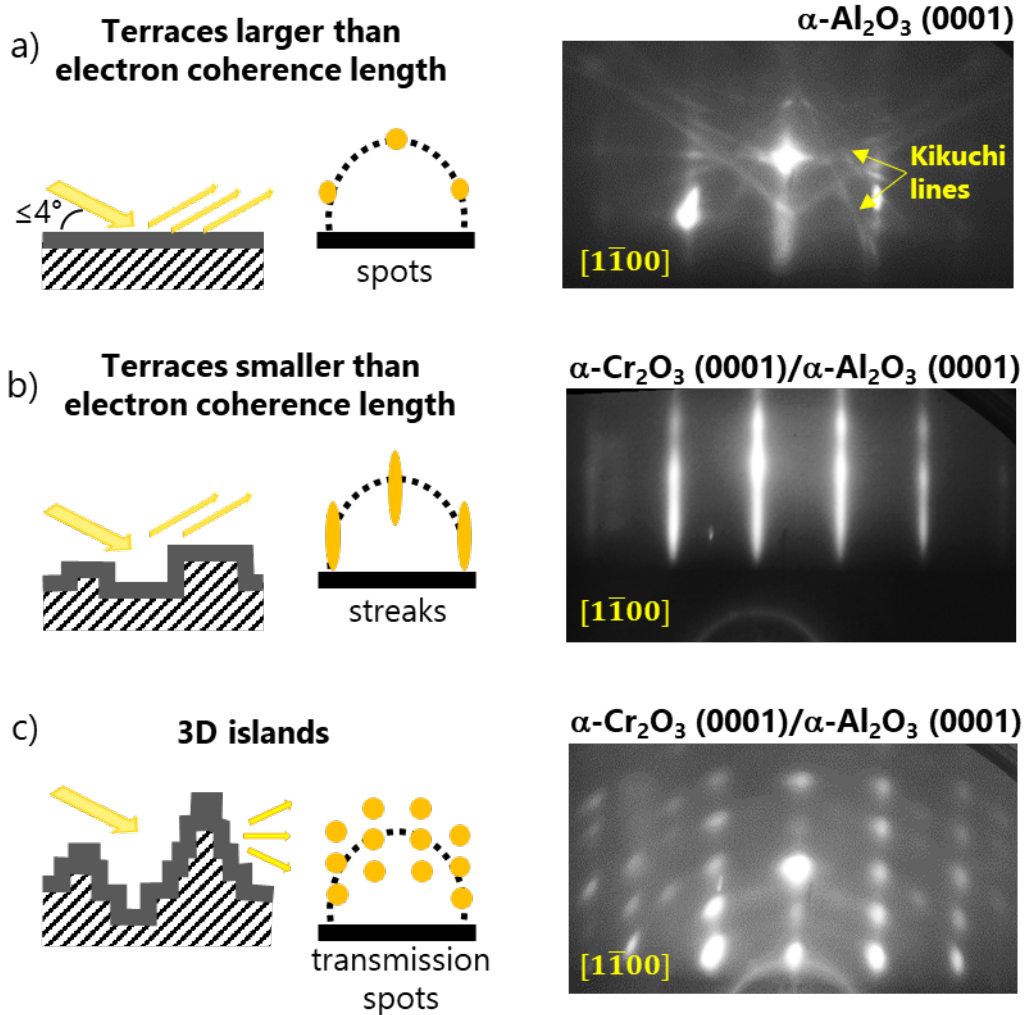 a)
Terraces larger than
electron coherence length
α-Al₂O₃ (0001)
≤4°
spots
Kikuchi
lines
[11̅00]
b)
Terraces smaller than
electron coherence length
α-Cr₂O₃ (0001)/α-Al₂O₃ (0001)
streaks
[11̅00]
c)
3D islands
α-Cr₂O₃ (0001)/α-Al₂O₃ (0001)
transmission
spots
[11̅00]